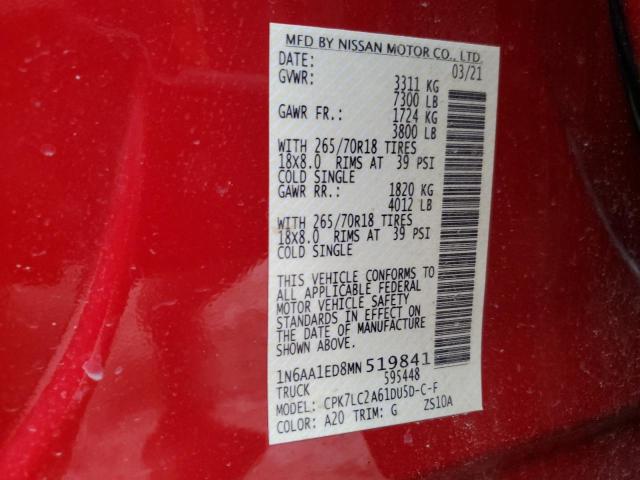 MFD BY NISSAN MOTOR CO., LTD.
DATE: 03/21
GVWR: 3311 KG
7300 LB
GAWR FR.: 1724 KG
3800 LB
WITH 265/70R18 TIRES
18X8.0 RIMS AT 39 PSI
COLD SINGLE
GAWR RR.: 1820 KG
4012 LB
WITH 265/70R18 TIRES
18X8.0 RIMS AT 39 PSI
COLD SINGLE
THIS VEHICLE CONFORMS TO
ALL APPLICABLE FEDERAL
MOTOR VEHICLE SAFETY
STANDARDS IN EFFECT ON
THE DATE OF MANUFACTURE
SHOWN ABOVE.
1N6AA1ED8MN519841
TRUCK 595448
MODEL: CPK7LC2A61DU5D-C-F
COLOR: A20 TRIM: G ZS10A